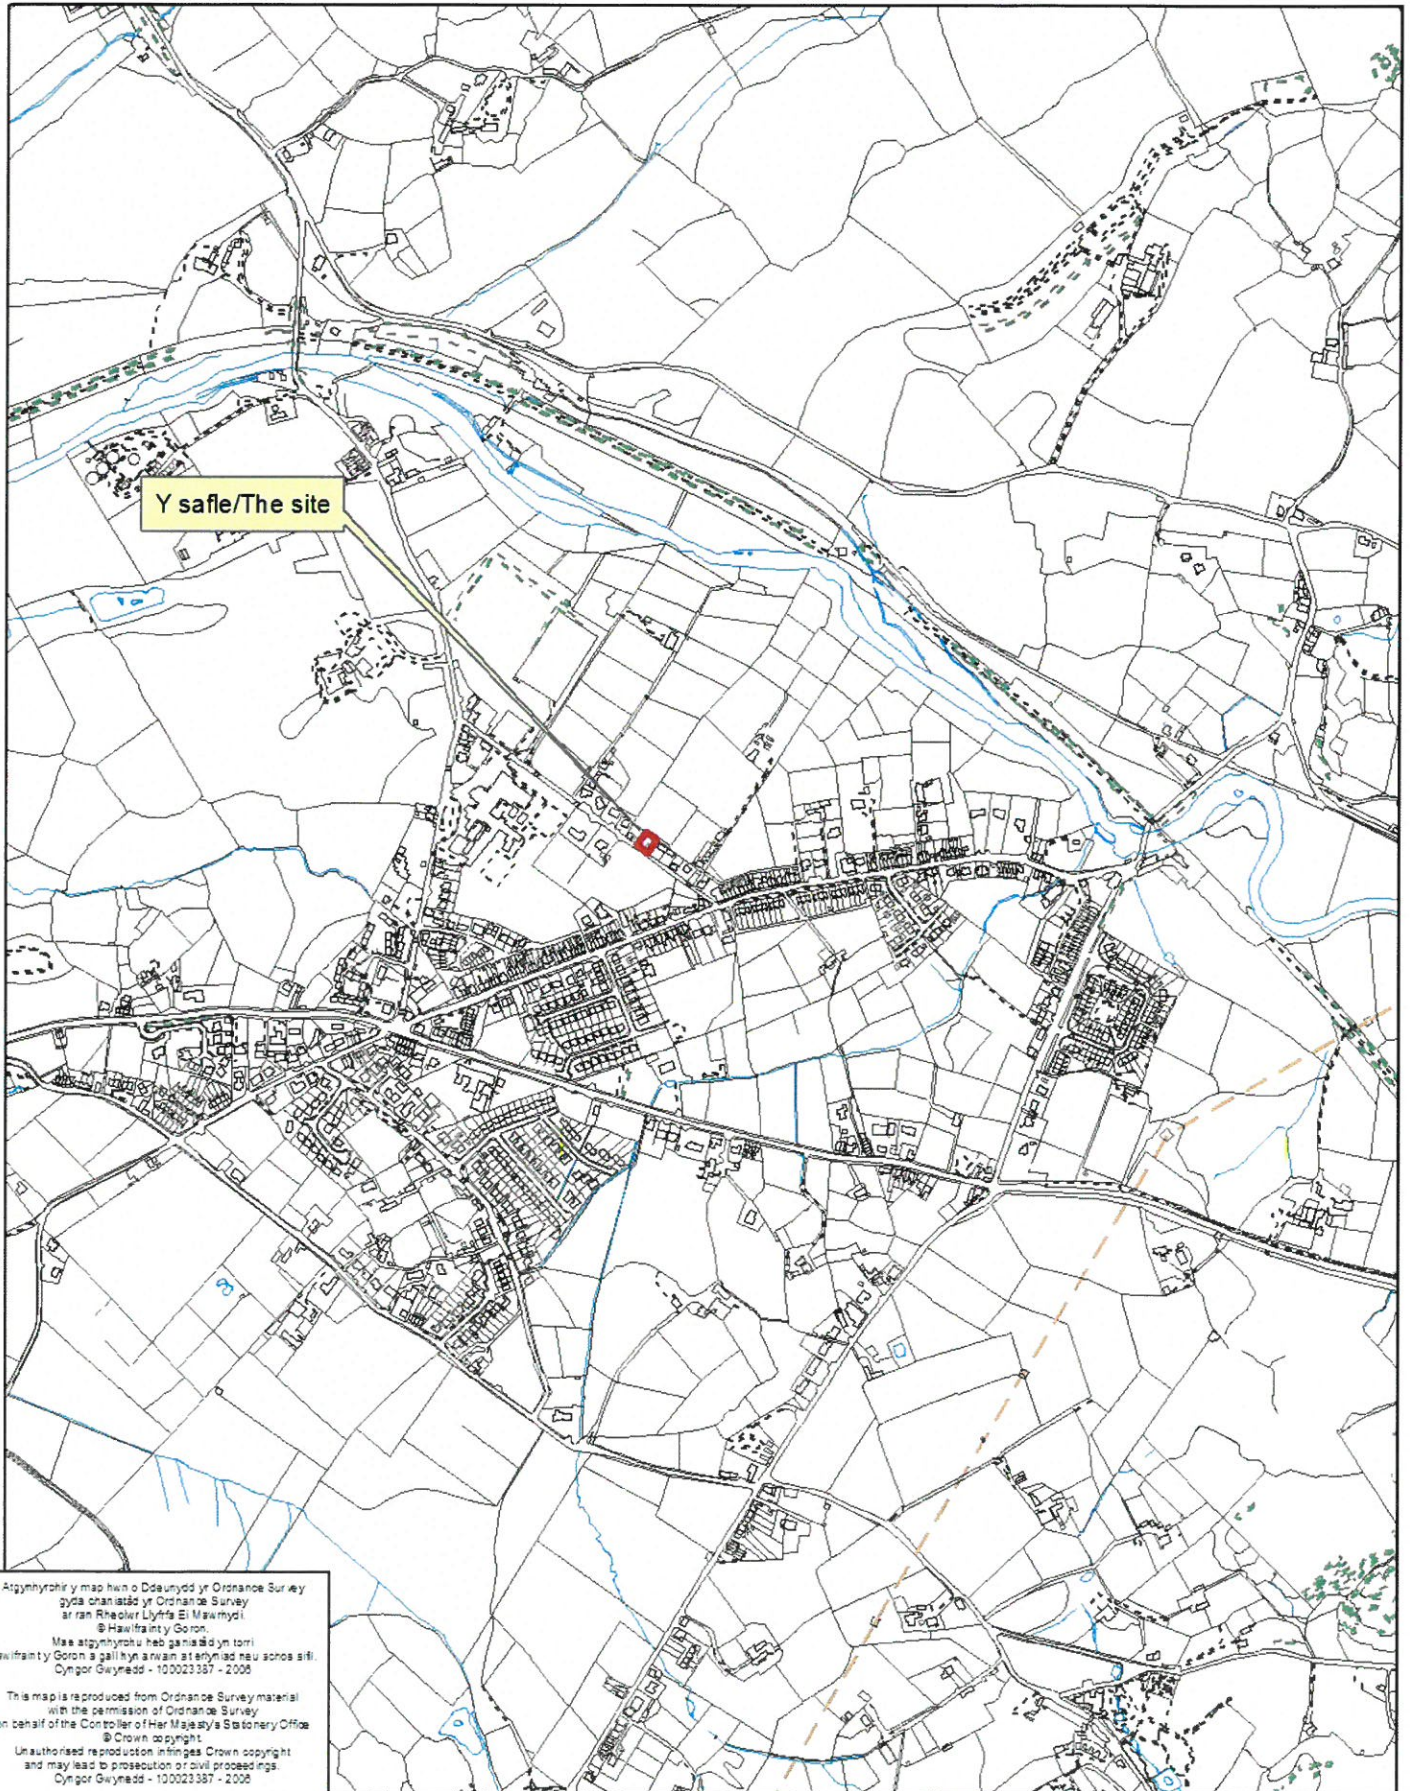 Y safle/The site
Atgynhyrchir y map hwn o Ddeunydd yr Ordnance Survey
gyda chaniatâd yr Ordnance Survey
ar ran Rheolwr Llyfrfa Ei Mawrhydi.
© Hawlfraint y Goron.
Mae atgynhyrchu heb ganiatâd yn torri
awlfraint y Goron a gall hyn arwain at erlyniad neu achos sifil.
Cyngor Gwynedd - 100023387 - 2006
This map is reproduced from Ordnance Survey material
with the permission of Ordnance Survey
on behalf of the Controller of Her Majesty's Stationery Office
© Crown copyright.
Unauthorised reproduction infringes Crown copyright
and may lead to prosecution or civil proceedings.
Cyngor Gwynedd - 100023387 - 2006